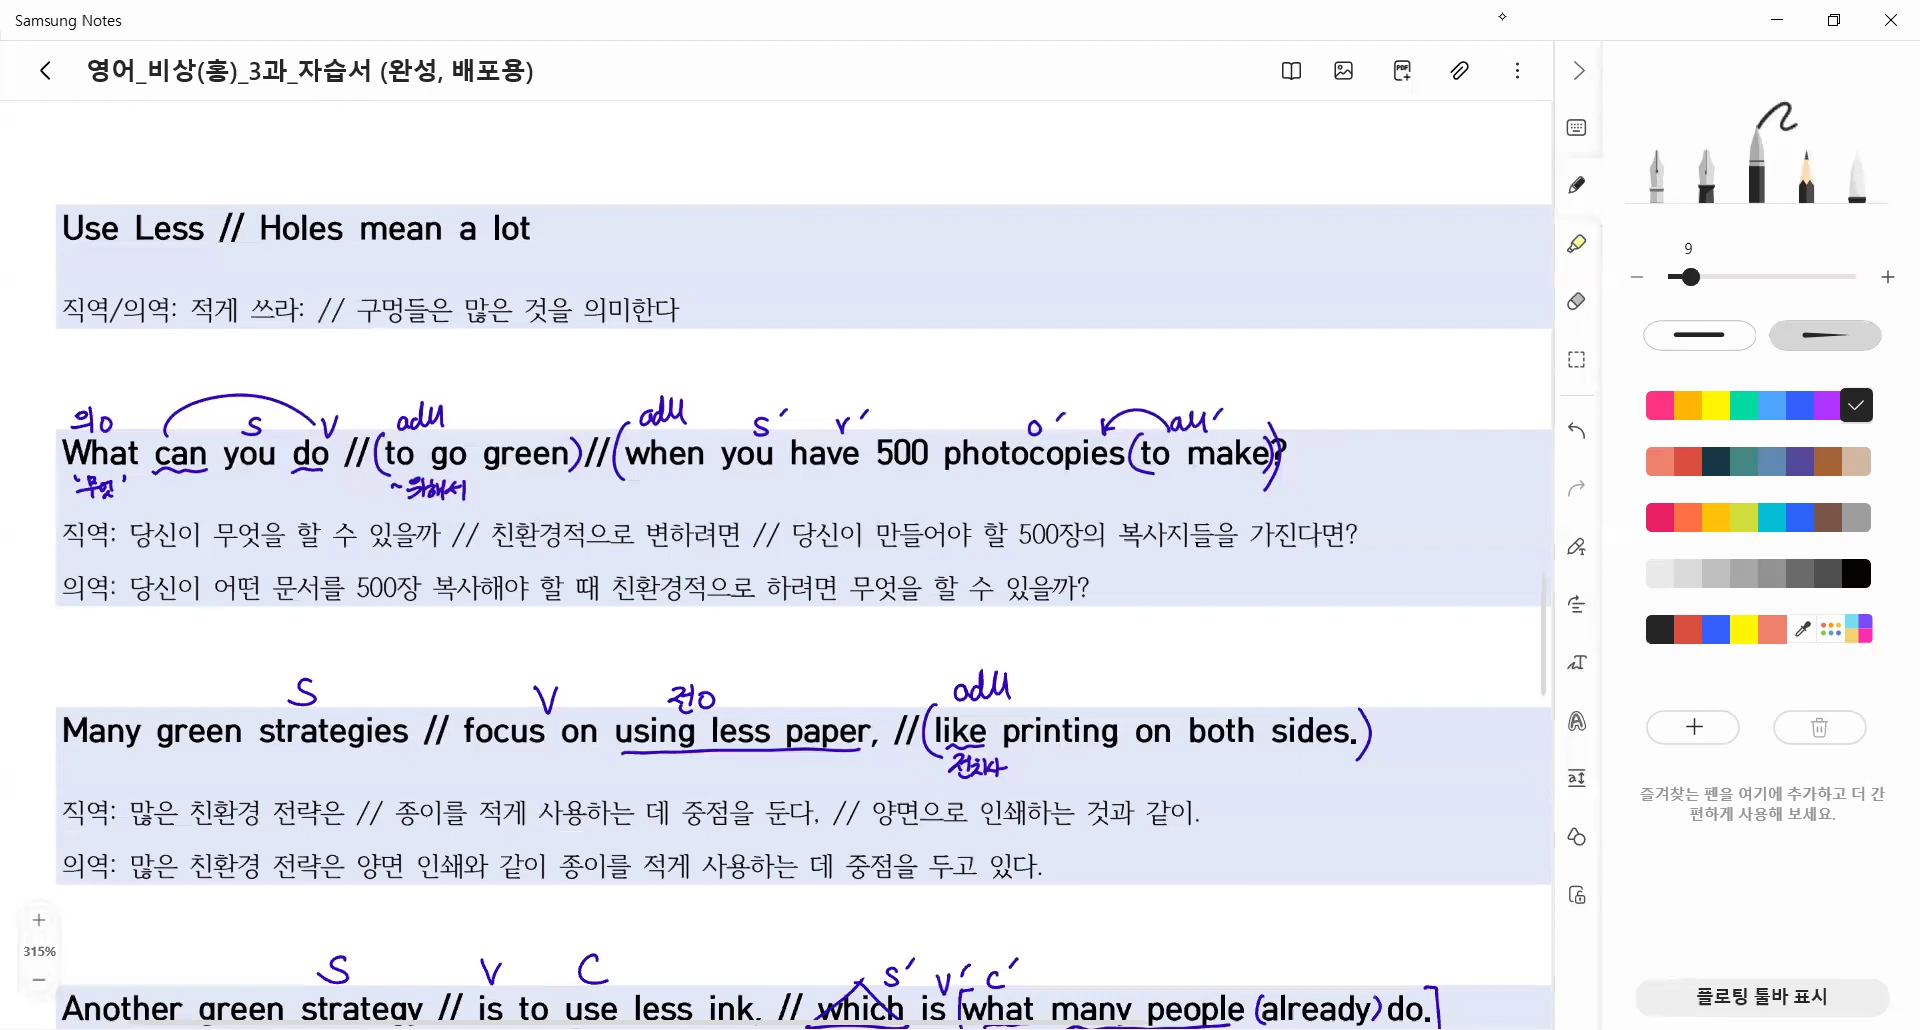 Samsung Notes
영어_비상(홍)_3과_자습서 (완성, 배포용)
PDF
Use Less // Holes mean a lot
직역/의역: 적게 쓰라: // 구멍들은 많은 것을 의미한다
의O S V adv adv S′ V′ O′
What can you do //(to go green)//(when you have 500 photocopies(to make)?
'무엇' ~위해서
직역: 당신이 무엇을 할 수 있을까 // 친환경적으로 변하려면 // 당신이 만들어야 할 500장의 복사지들을 가진다면?
의역: 당신이 어떤 문서를 500장 복사해야 할 때 친환경적으로 하려면 무엇을 할 수 있을까?
S V 전O adv
Many green strategies // focus on using less paper, //(like printing on both sides.)
전치사
직역: 많은 친환경 전략은 // 종이를 적게 사용하는 데 중점을 둔다, // 양면으로 인쇄하는 것과 같이.
의역: 많은 친환경 전략은 양면 인쇄와 같이 종이를 적게 사용하는 데 중점을 두고 있다.
S V C S′ V′ C′
Another green strategy // is to use less ink, // which is [what many people (already) do.]
+
315%
9
즐겨찾는 펜을 여기에 추가하고 더 간
편하게 사용해 보세요.
플로팅 툴바 표시